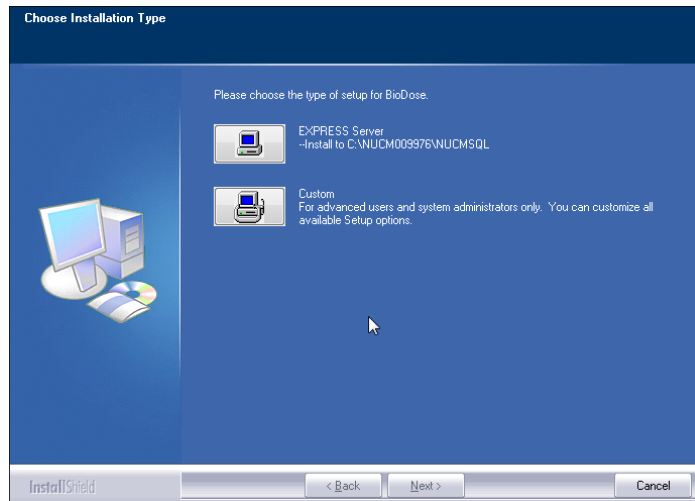 Choose Installation Type
Please choose the type of setup for BioDose.
EXPRESS Server
--Install to C:\NUCM009976\NUCMSQL
Custom
For advanced users and system administrators only. You can customize all
available Setup options.
InstallShield
< Back
Next >
Cancel